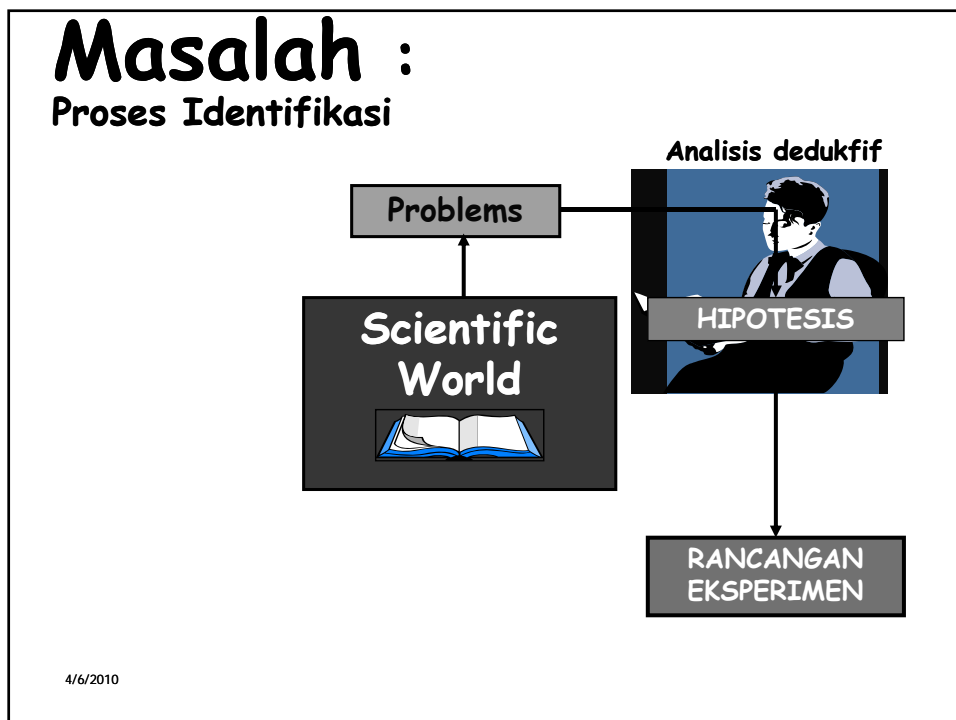 Masalah :
Proses Identifikasi
Analisis dedukfif
Problems
Scientific
World
HIPOTESIS
RANCANGAN
EKSPERIMEN
4/6/2010